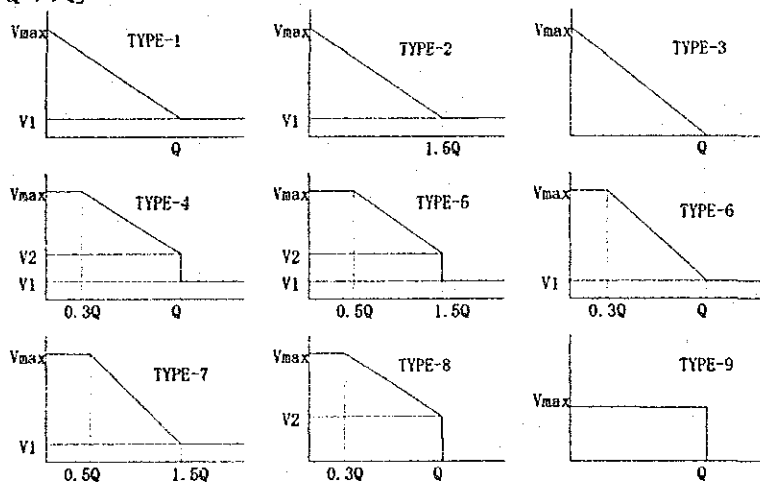 Vmax TYPE-1
V1
Q
Vmax TYPE-2
V1
1.5Q
Vmax TYPE-3
Q
Vmax TYPE-4
V2
V1
0.3Q Q
Vmax TYPE-5
V2
V1
0.5Q 1.5Q
Vmax TYPE-6
V1
0.3Q Q
Vmax TYPE-7
V1
0.5Q 1.5Q
Vmax TYPE-8
V2
0.3Q Q
TYPE-9
Vmax
Q